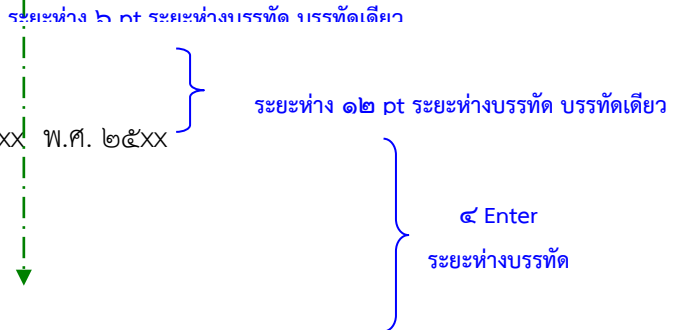 ระยะห่าง ๖ pt ระยะห่างบรรทัด บรรทัดเดียว
ระยะห่าง ๑๒ pt ระยะห่างบรรทัด บรรทัดเดียว
xx พ.ศ. ๒๕xx
๔ Enter
ระยะห่างบรรทัด